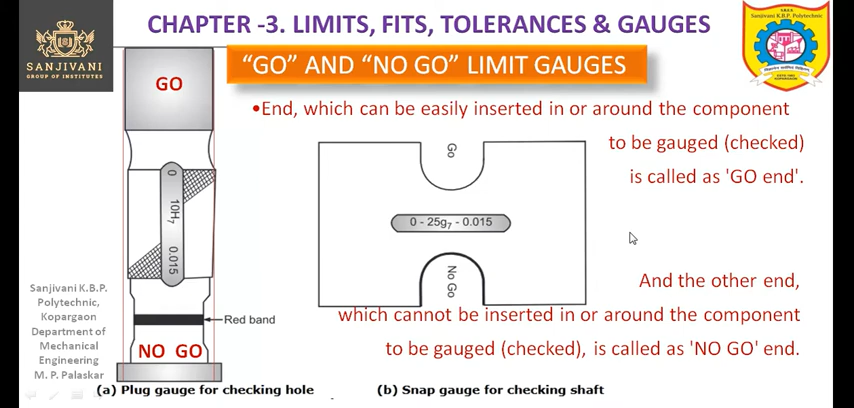 CHAPTER -3. LIMITS, FITS, TOLERANCES & GAUGES
SANJIVANI
GROUP OF INSTITUTES
Sanjivani K.B.P. Polytechnic
"GO" AND "NO GO" LIMIT GAUGES
•End, which can be easily inserted in or around the component
to be gauged (checked)
is called as 'GO end'.
And the other end,
which cannot be inserted in or around the component
to be gauged (checked), is called as 'NO GO' end.
GO
0 10H7 0.015
Red band
NO GO
Go
0 - 25g7 - 0.015
No Go
Sanjivani K.B.P.
Polytechnic,
Kopargaon
Department of
Mechanical
Engineering
M. P. Palaskar
(a) Plug gauge for checking hole
(b) Snap gauge for checking shaft